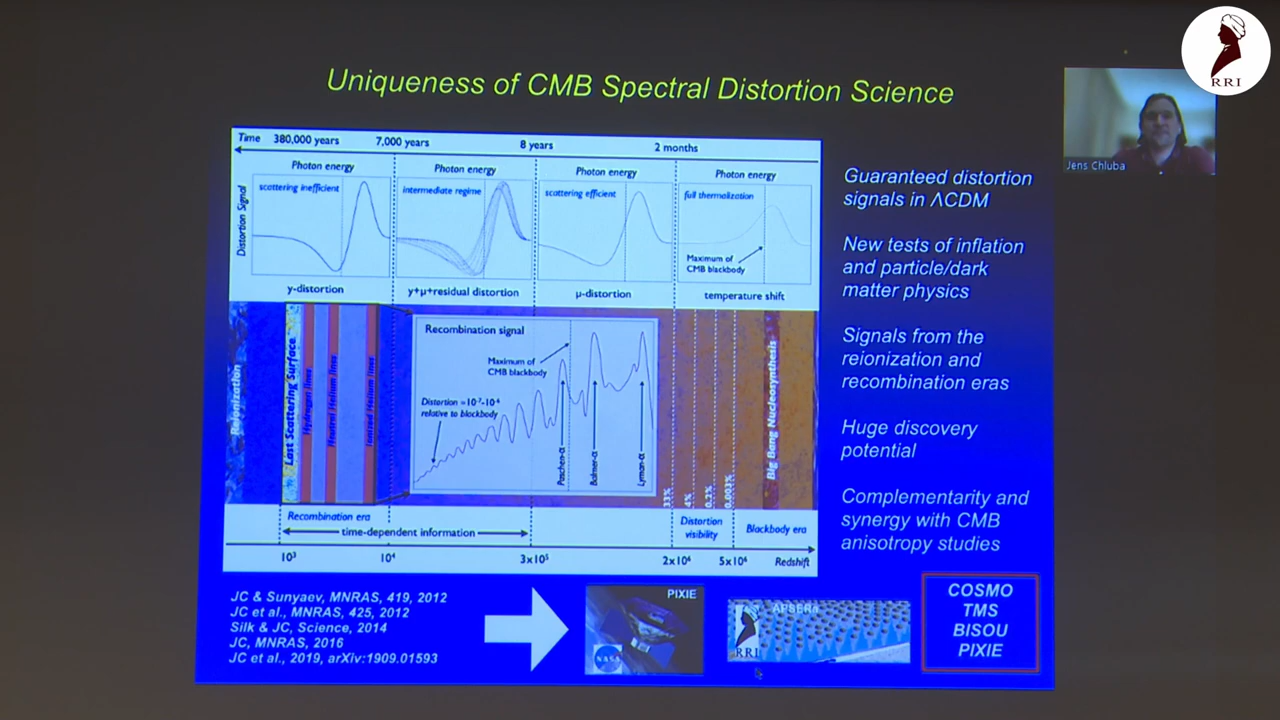 RRI
Uniqueness of CMB Spectral Distortion Science
Jens Chluba
Time 380,000 years 7,000 years 8 years 2 months
Photon energy Photon energy Photon energy Photon energy
scattering inefficient intermediate regime scattering efficient full thermalization
Distortion Signal
Maximum of
CMB blackbody
y-distortion y+μ+residual distortion μ-distortion temperature shift
Reionization
Last Scattering Surface
Hydrogen lines
Neutral Helium lines
Ionized Helium lines
Recombination signal
Maximum of
CMB blackbody
relative to blackbody
Paschen-α
Balmer-α
Lyman-α
33%
4%
0.2%
0.003%
Big Bang Nucleosynthesis
Recombination era
time-dependent information
Distortion
visibility
Blackbody era
10³ 10⁴ 3x10⁵ 2x10⁶ 5x10⁶ Redshift
Guaranteed distortion
signals in ΛCDM
New tests of inflation
and particle/dark
matter physics
Signals from the
reionization and
recombination eras
Huge discovery
potential
Complementarity and
synergy with CMB
anisotropy studies
JC & Sunyaev, MNRAS, 419, 2012
JC et al., MNRAS, 425, 2012
Silk & JC, Science, 2014
JC, MNRAS, 2016
JC et al., 2019, arXiv:1909.01593
PIXIE
NASA
APSERa
RRI
COSMO
TMS
BISOU
PIXIE